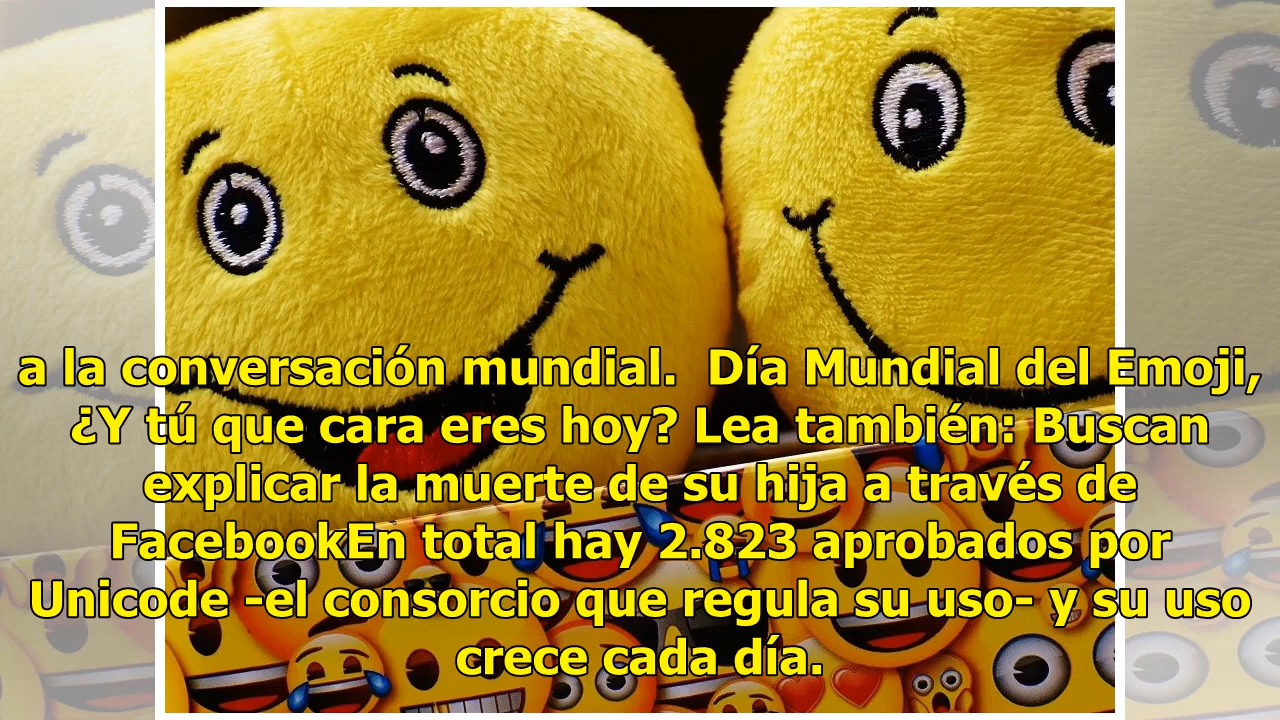 a la conversación mundial.  Día Mundial del Emoji,
¿Y tú que cara eres hoy? Lea también: Buscan
explicar la muerte de su hija a través de
FacebookEn total hay 2.823 aprobados por
Unicode -el consorcio que regula su uso- y su uso
crece cada día.